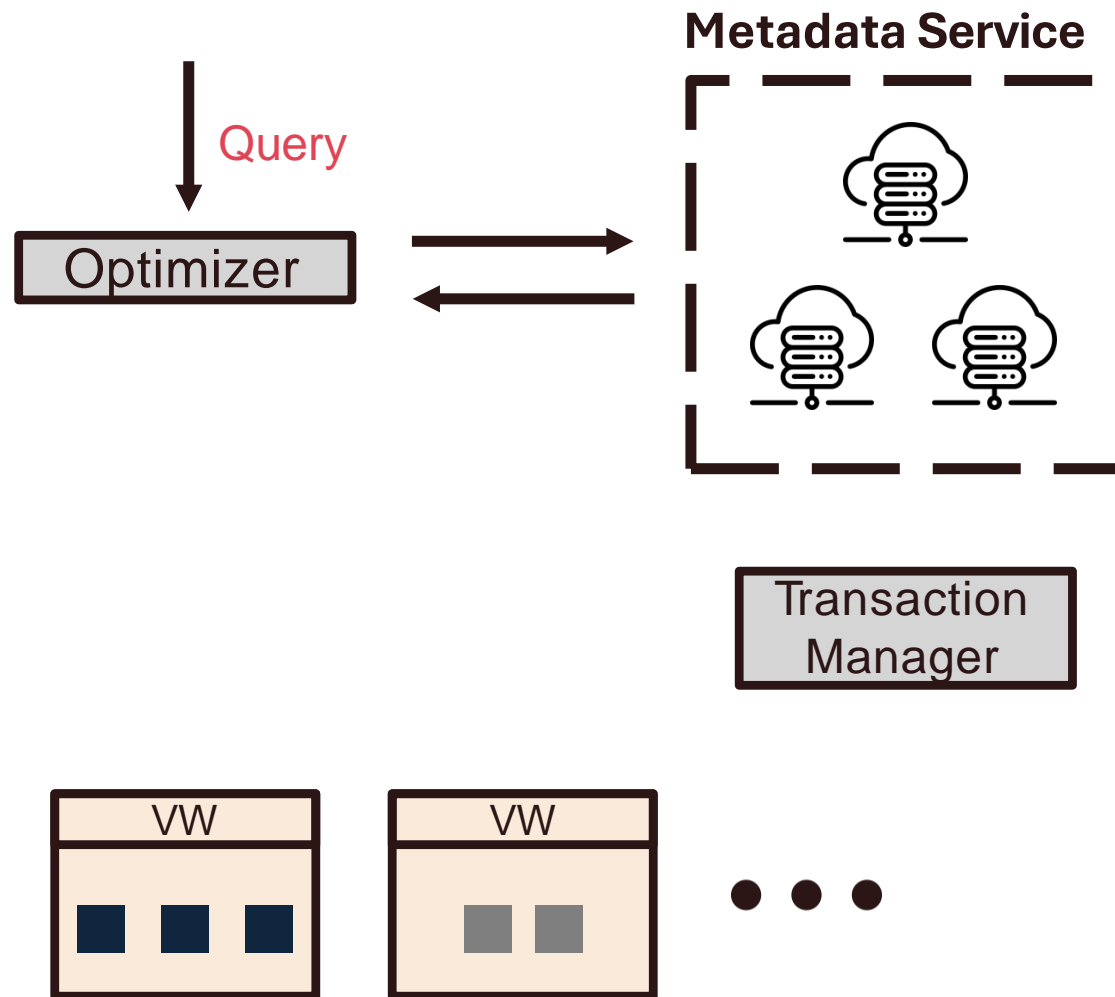 Metadata Service
Query
Optimizer
Transaction
Manager
VW
VW